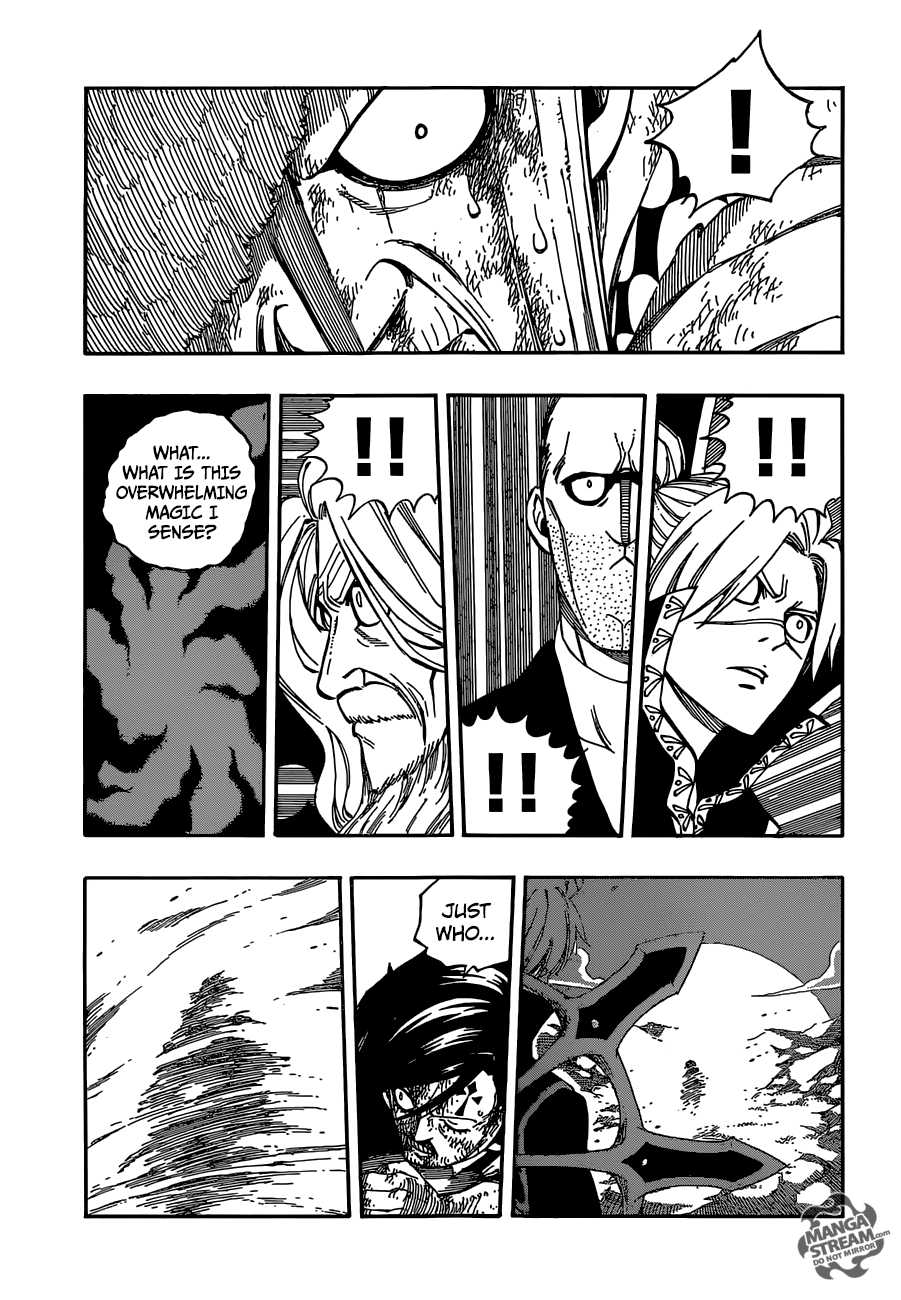 !
!!
!!
!!
WHAT...
WHAT IS THIS
OVERWHELMING
MAGIC I
SENSE?
JUST
WHO...
MANGA
STREAM.com
DO NOT MIRROR